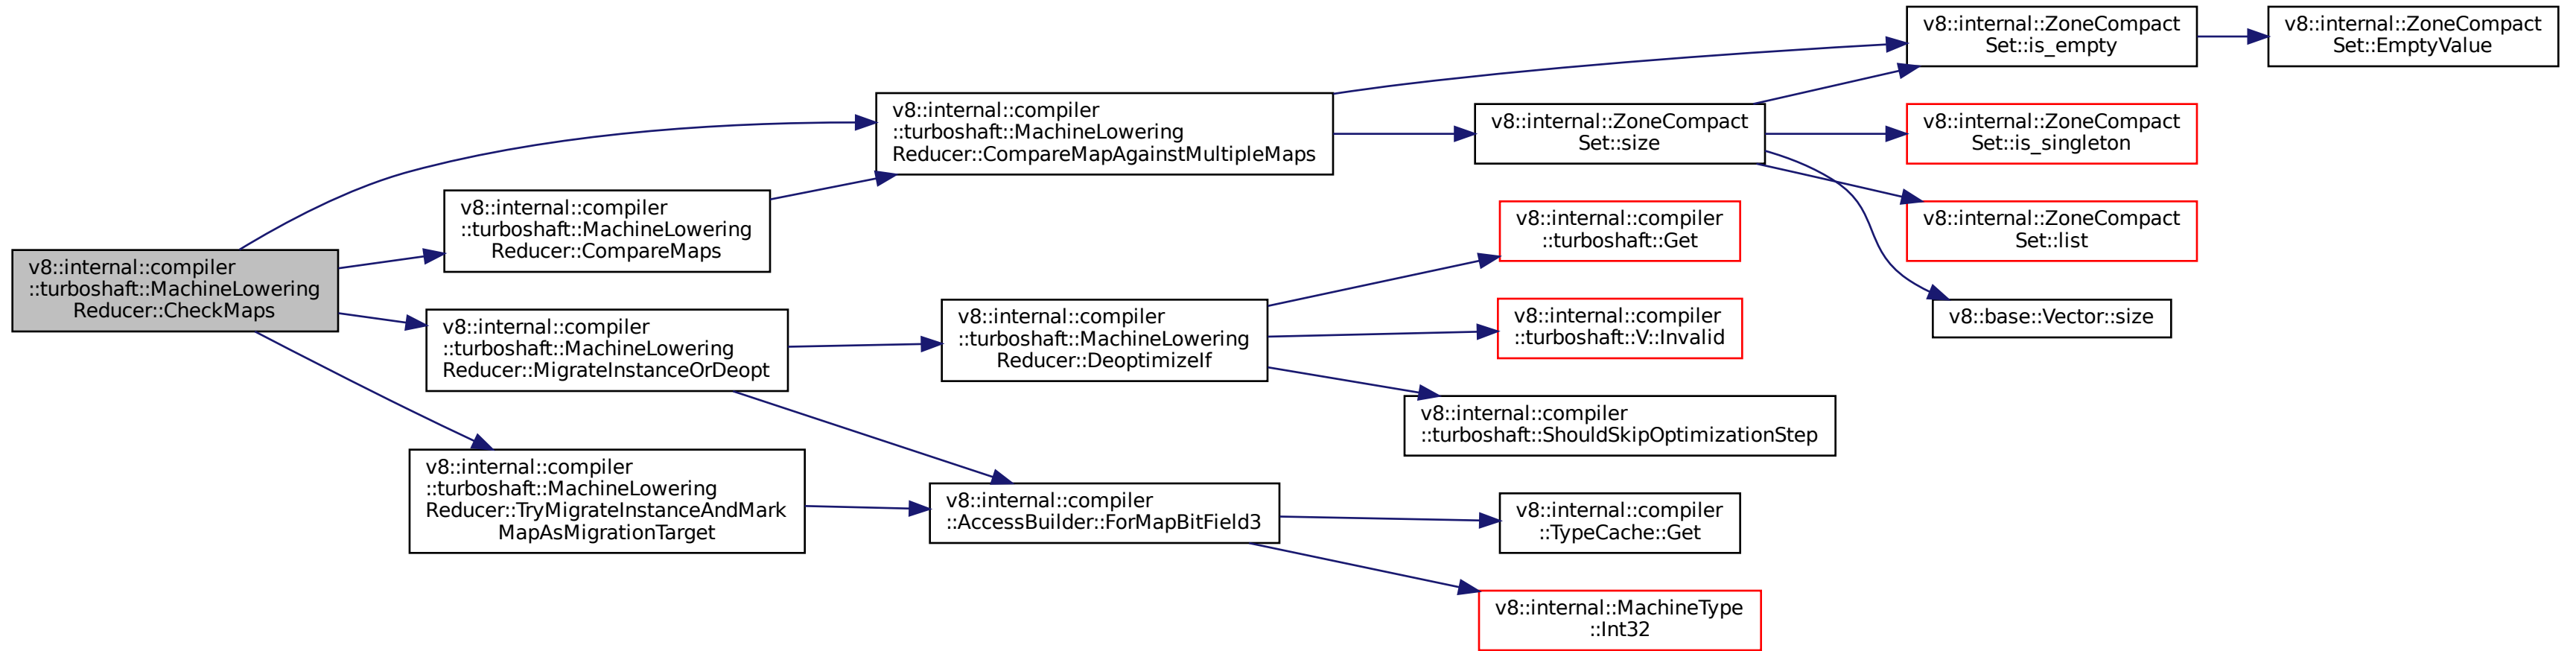 v8::internal::compiler
::turboshaft::MachineLowering
Reducer::CheckMaps
v8::internal::compiler
::turboshaft::MachineLowering
Reducer::CompareMapAgainstMultipleMaps
v8::internal::compiler
::turboshaft::MachineLowering
Reducer::CompareMaps
v8::internal::compiler
::turboshaft::MachineLowering
Reducer::MigrateInstanceOrDeopt
v8::internal::compiler
::turboshaft::MachineLowering
Reducer::TryMigrateInstanceAndMark
MapAsMigrationTarget
v8::internal::ZoneCompact
Set::is_empty
v8::internal::ZoneCompact
Set::EmptyValue
v8::internal::ZoneCompact
Set::size
v8::internal::ZoneCompact
Set::is_singleton
v8::internal::ZoneCompact
Set::list
v8::base::Vector::size
v8::internal::compiler
::turboshaft::MachineLowering
Reducer::DeoptimizeIf
v8::internal::compiler
::turboshaft::Get
v8::internal::compiler
::turboshaft::V::Invalid
v8::internal::compiler
::turboshaft::ShouldSkipOptimizationStep
v8::internal::compiler
::AccessBuilder::ForMapBitField3
v8::internal::compiler
::TypeCache::Get
v8::internal::MachineType
::Int32